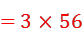 = 3 × 56